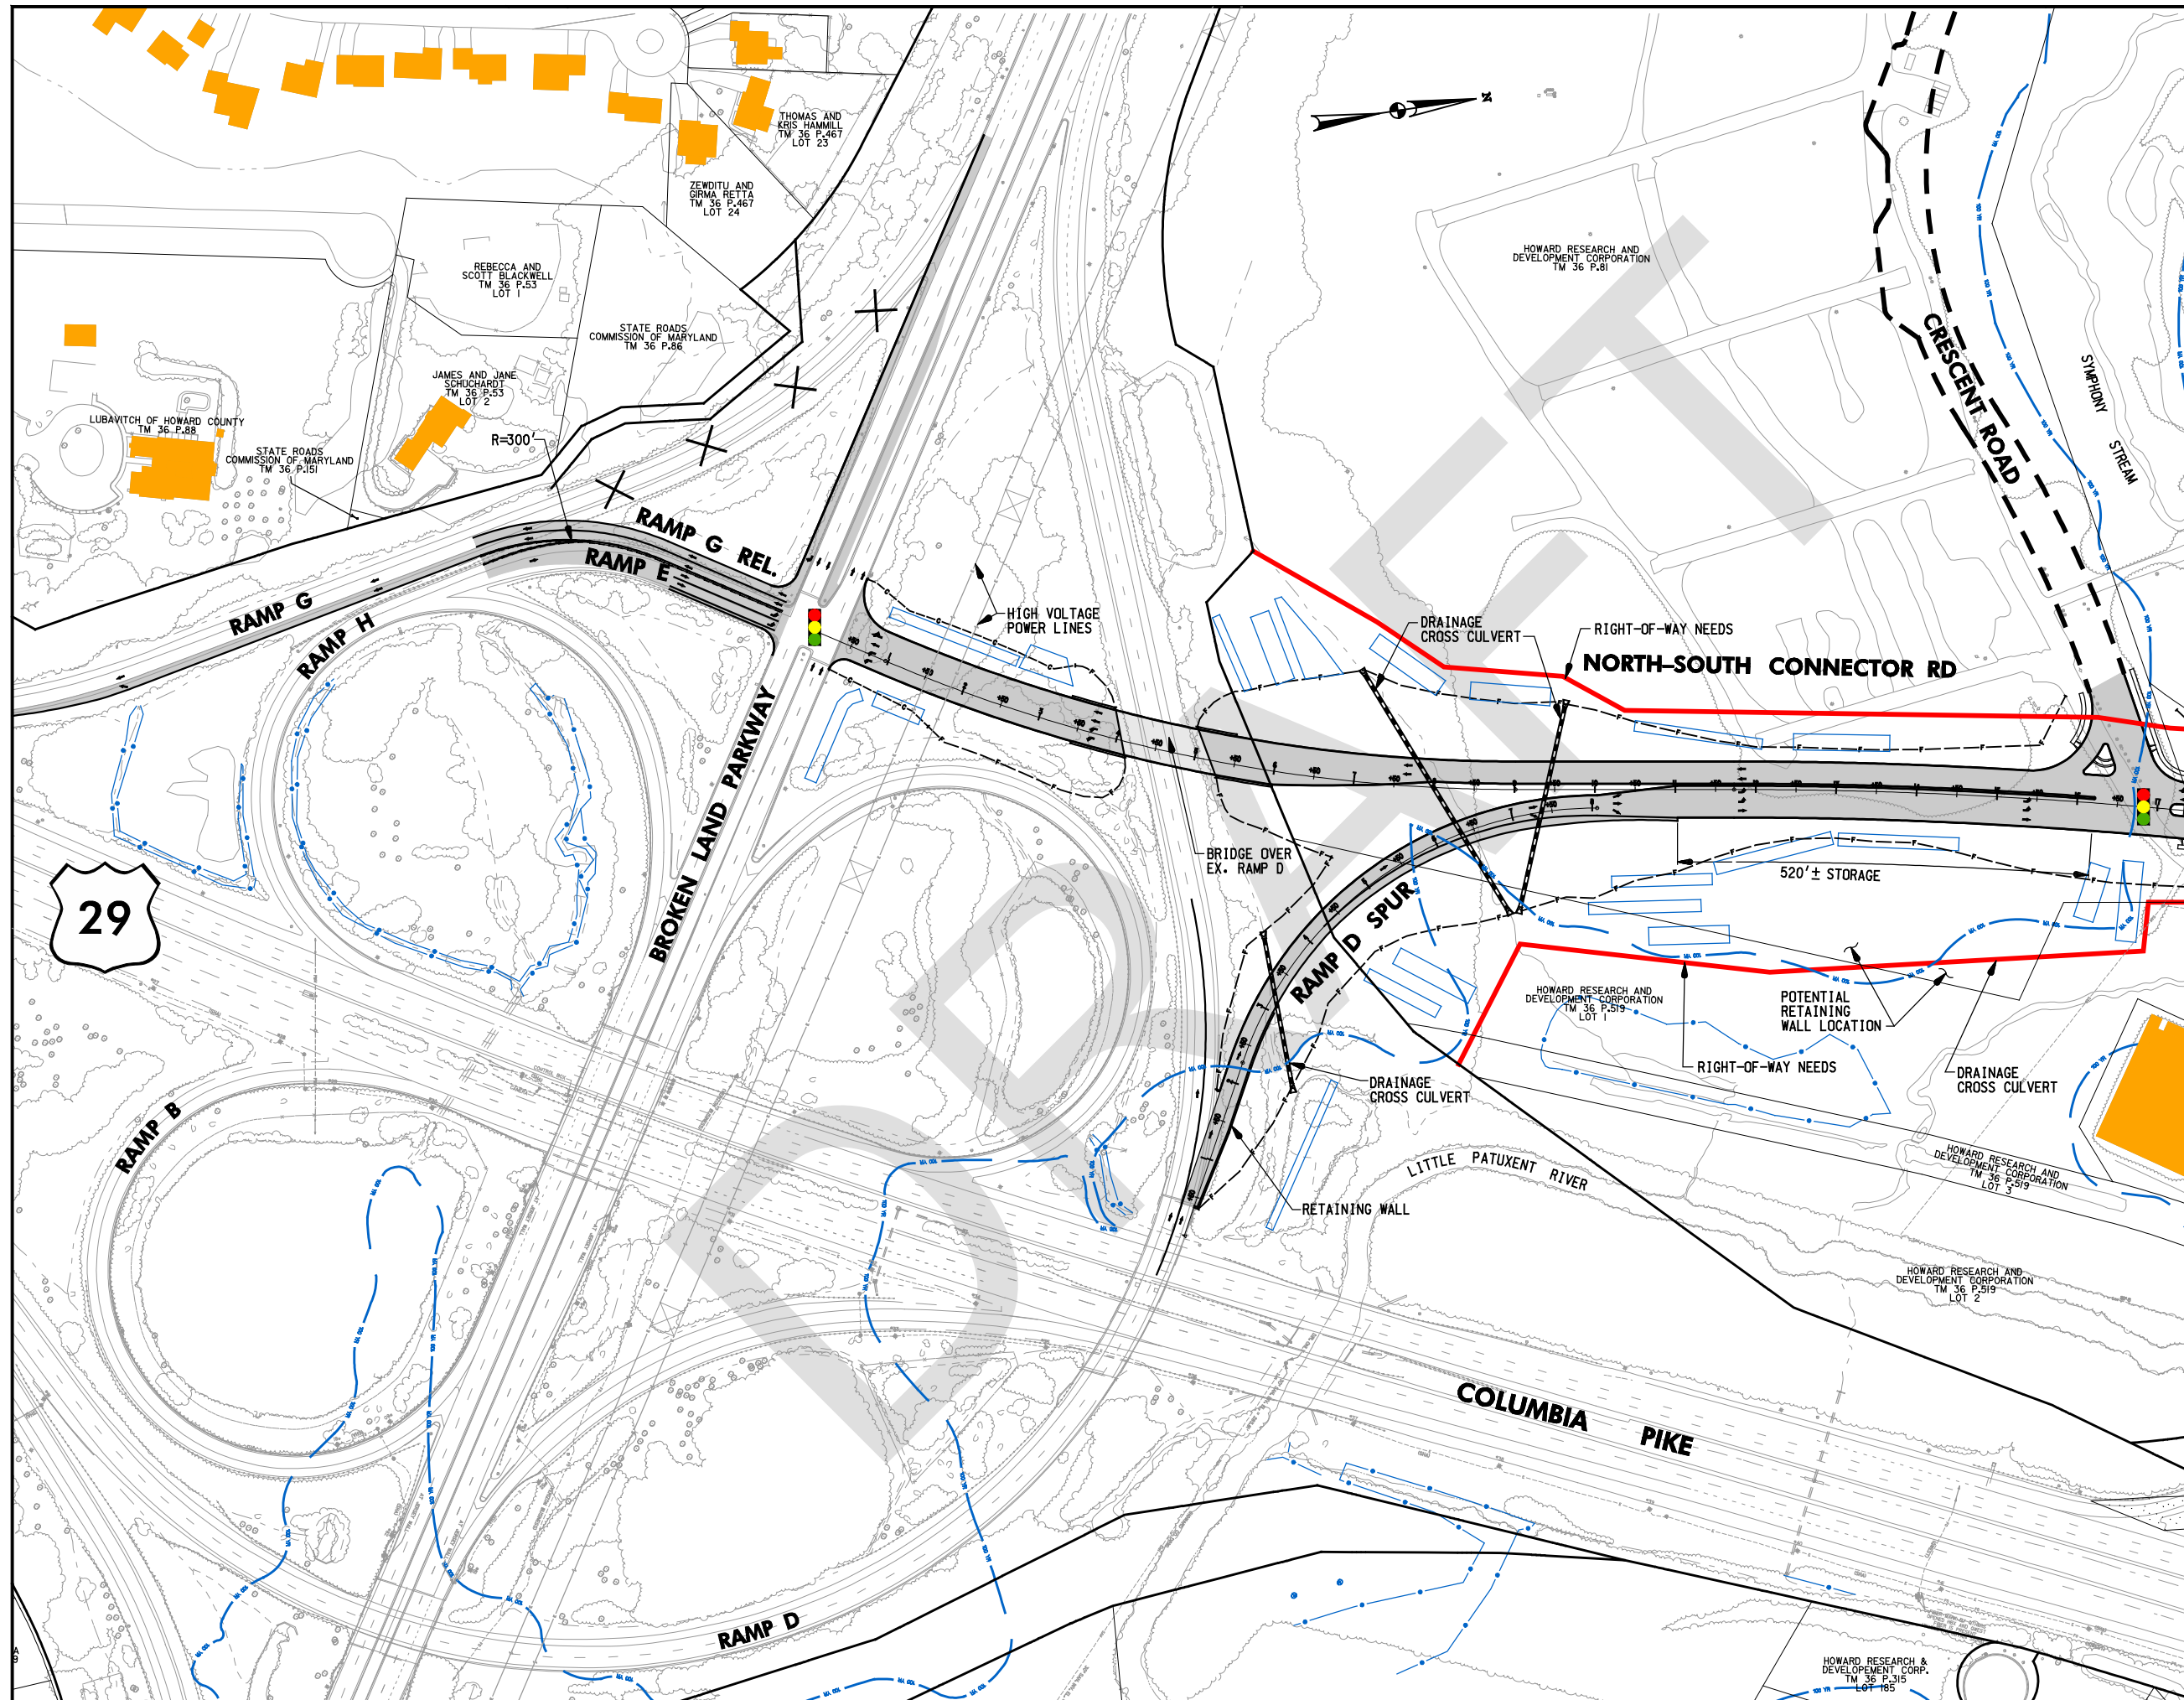 THOMAS AND
KRIS HAMMILL
TM 36 P.467
LOT 23
ZEWDITU AND
GIRMA RETTA
TM 36 P.467
LOT 24
REBECCA AND
SCOTT BLACKWELL
TM 36 P.53
LOT 1
STATE ROADS
COMMISSION OF MARYLAND
TM 36 P.86
JAMES AND JANE
SCHUCHARDT
TM 36 P.53
LOT 2
LUBAVITCH OF HOWARD COUNTY
TM 36 P.88
STATE ROADS
COMMISSION OF MARYLAND
TM 36 P.151
R=300'
RAMP G REL.
RAMP E
RAMP G
RAMP H
HIGH VOLTAGE
POWER LINES
N
HOWARD RESEARCH AND
DEVELOPMENT CORPORATION
TM 36 P.81
CRESCENT ROAD
SYMPHONY
STREAM
DRAINAGE
CROSS CULVERT
RIGHT-OF-WAY NEEDS
NORTH-SOUTH CONNECTOR RD
BROKEN LAND PARKWAY
BRIDGE OVER
EX. RAMP D
520'± STORAGE
29
RAMP D SPUR
HOWARD RESEARCH AND
DEVELOPMENT CORPORATION
TM 36 P.519
LOT 1
POTENTIAL
RETAINING
WALL LOCATION
RIGHT-OF-WAY NEEDS
DRAINAGE
CROSS CULVERT
DRAINAGE
CROSS CULVERT
RAMP B
LITTLE PATUXENT RIVER
HOWARD RESEARCH AND
DEVELOPMENT CORPORATION
TM 36 P.519
LOT 3
RETAINING WALL
HOWARD RESEARCH AND
DEVELOPMENT CORPORATION
TM 36 P.519
LOT 2
COLUMBIA PIKE
RAMP D
HOWARD RESEARCH &
DEVELOPEMENT CORP.
TM 36 P.315
LOT 185
DRAFT